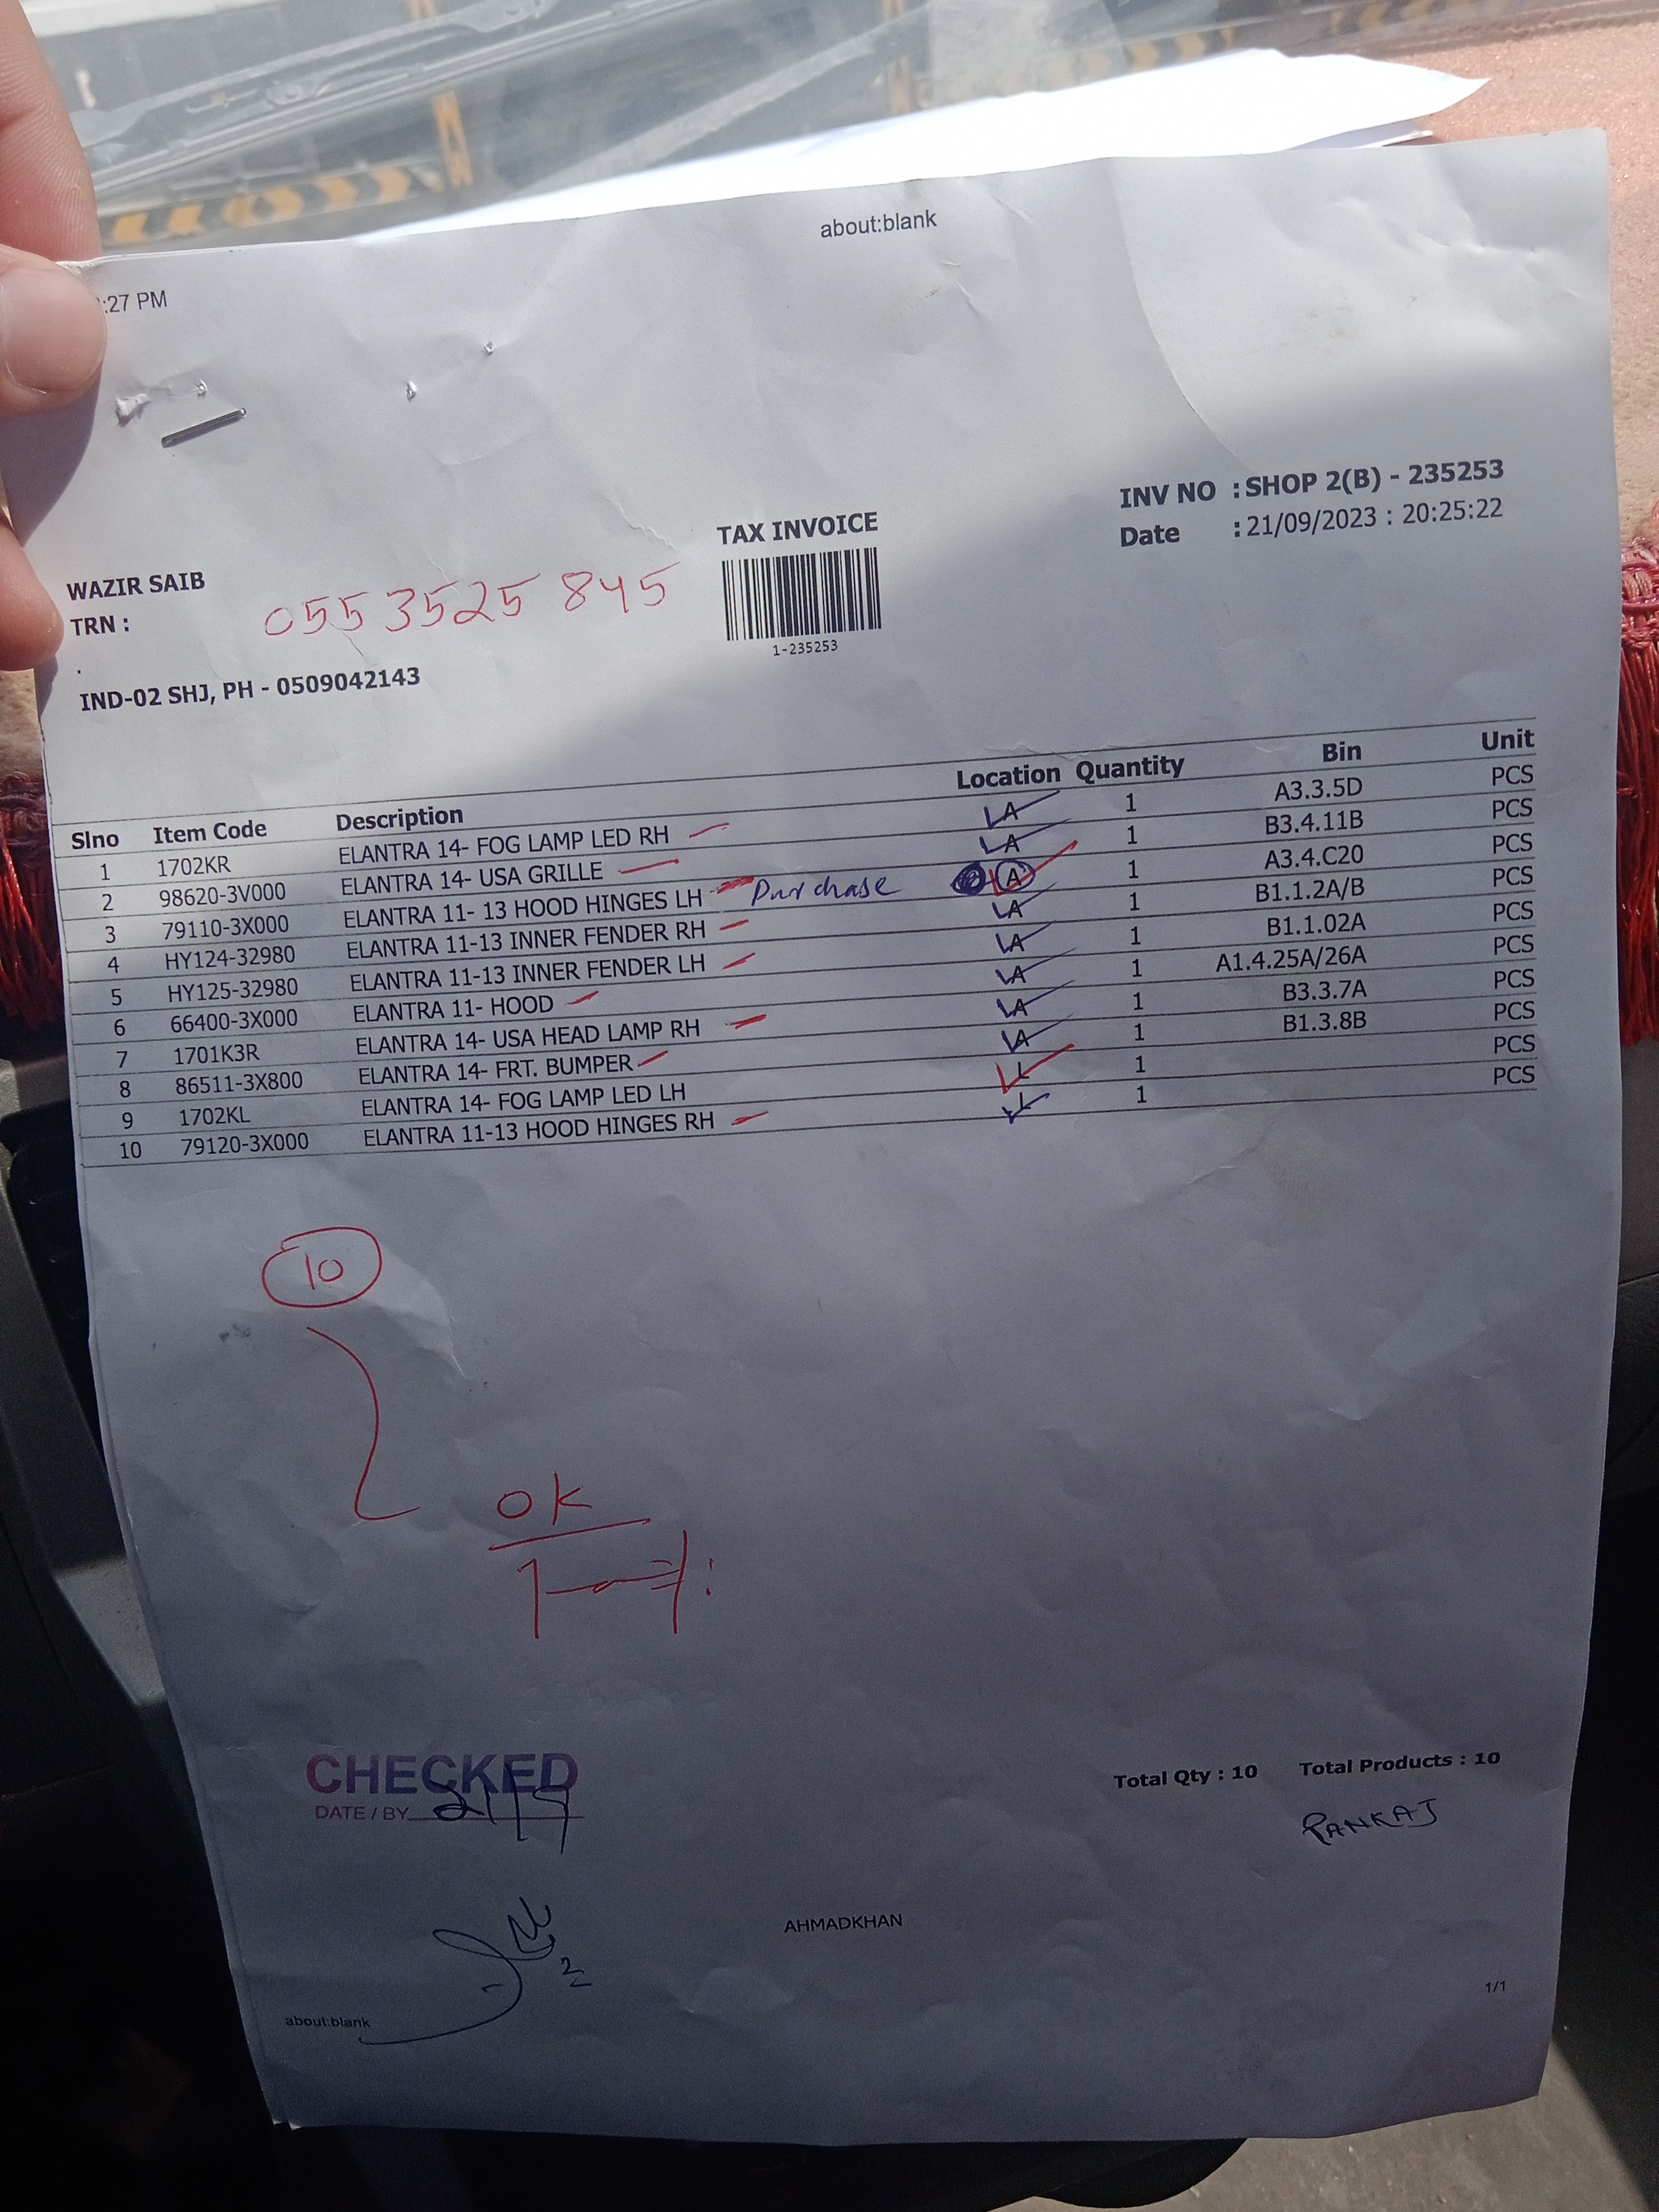 about:blank
:27 PM
INV NO : SHOP 2(B) - 235253
Date : 21/09/2023 : 20:25:22
TAX INVOICE
1-235253
WAZIR SAIB
TRN :
0553525845
.
IND-02 SHJ, PH - 0509042143
Slno Item Code Description Location Quantity Bin Unit
1 1702KR ELANTRA 14- FOG LAMP LED RH A 1 A3.3.5D PCS
2 98620-3V000 ELANTRA 14- USA GRILLE A 1 B3.4.11B PCS
3 79110-3X000 ELANTRA 11- 13 HOOD HINGES LH Purchase A 1 A3.4.C20 PCS
4 HY124-32980 ELANTRA 11-13 INNER FENDER RH A 1 B1.1.2A/B PCS
5 HY125-32980 ELANTRA 11-13 INNER FENDER LH A 1 B1.1.02A PCS
6 66400-3X000 ELANTRA 11- HOOD A 1 A1.4.25A/26A PCS
7 1701K3R ELANTRA 14- USA HEAD LAMP RH A 1 B3.3.7A PCS
8 86511-3X800 ELANTRA 14- FRT. BUMPER A 1 B1.3.8B PCS
9 1702KL ELANTRA 14- FOG LAMP LED LH L 1 PCS
10 79120-3X000 ELANTRA 11-13 HOOD HINGES RH L 1 PCS
10
OK
CHECKED
DATE / BY 21/9
Total Qty : 10 Total Products : 10
PANKAJ
AHMADKHAN
about:blank
1/1